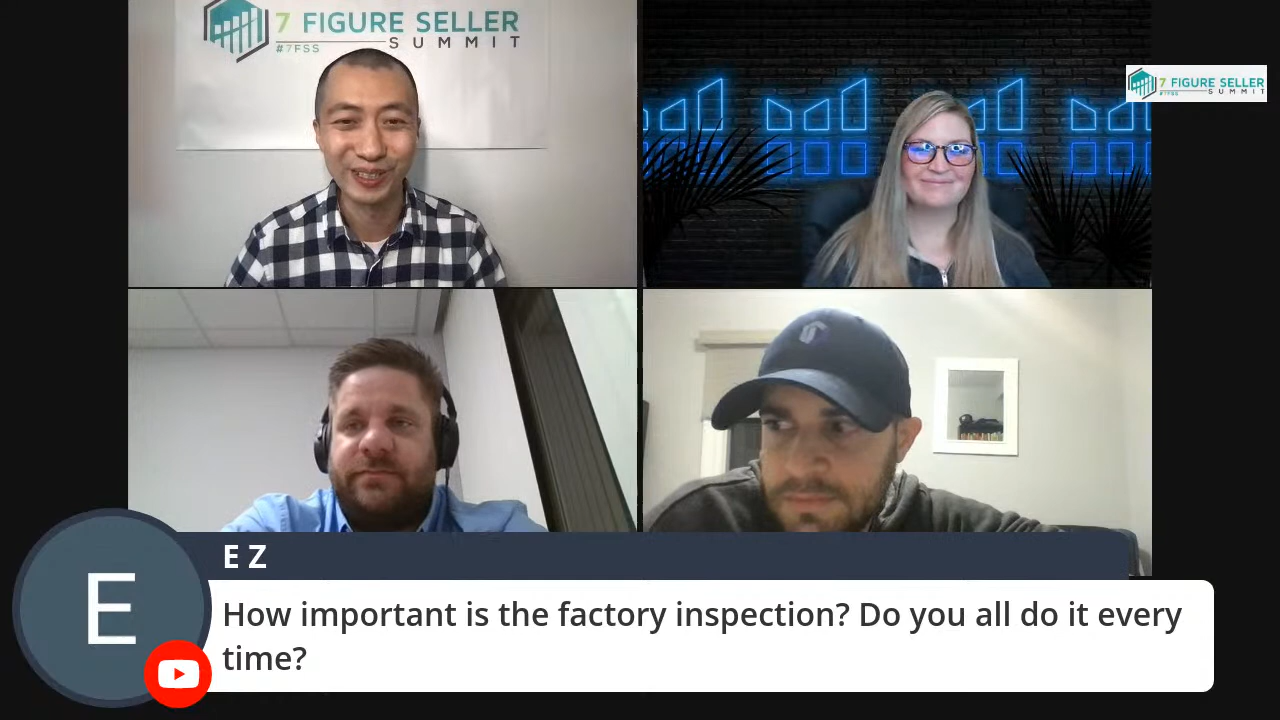 7 FIGURE SELLER
#7FSS SUMMIT
7 FIGURE SELLER
#7FSS SUMMIT
E Z
E
How important is the factory inspection? Do you all do it every
time?